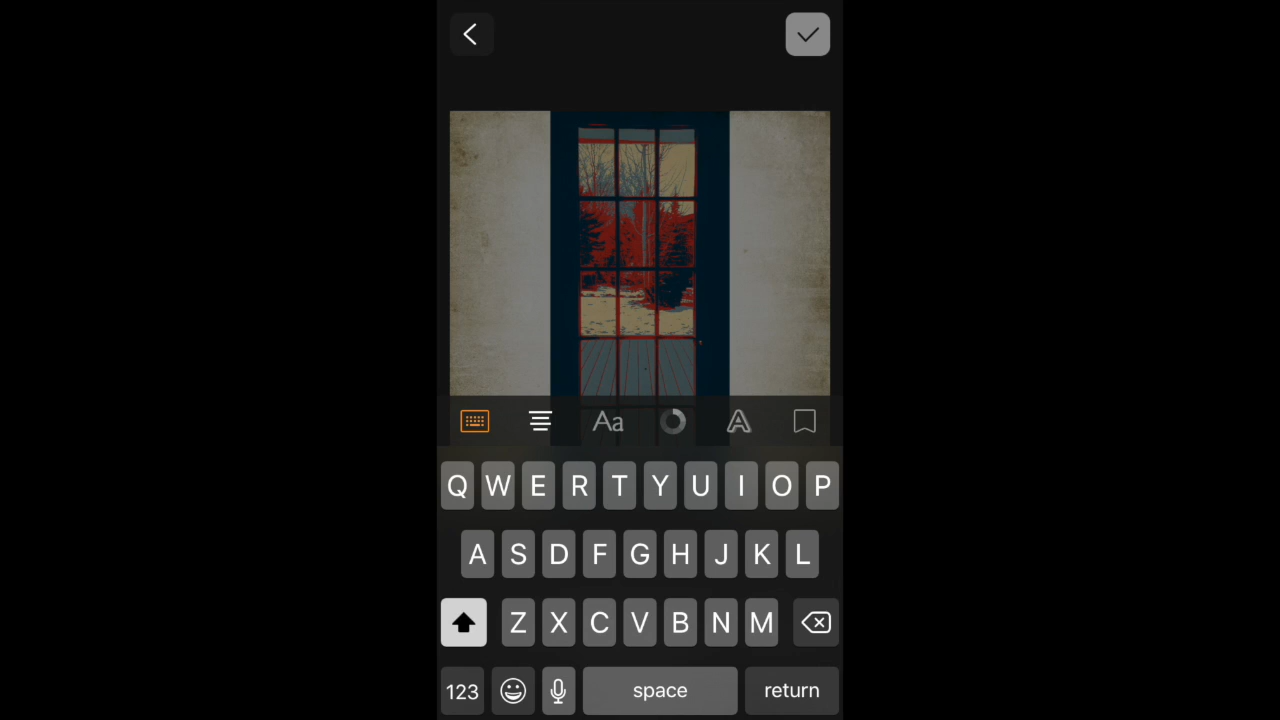 Aa
A
Q W E R T Y U I O P
A S D F G H J K L
Z X C V B N M
123 space return